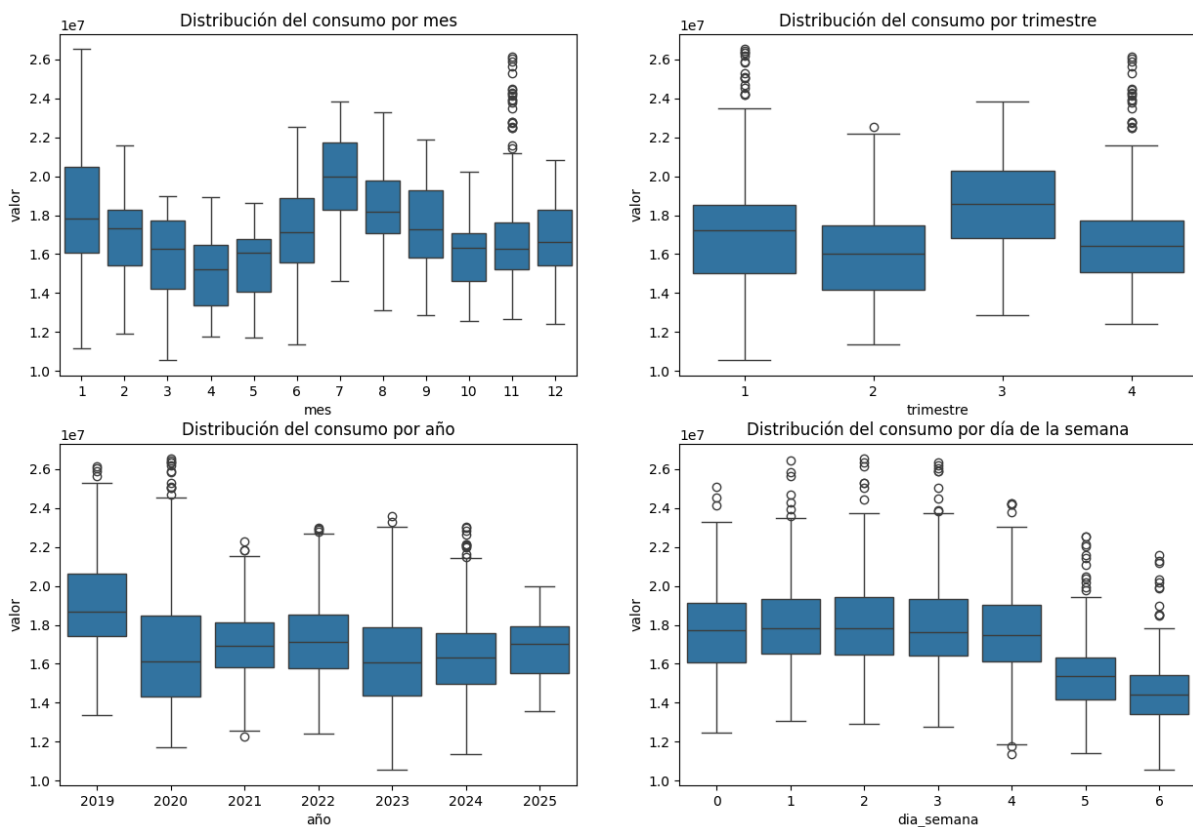 Distribución del consumo por mes
1e7
2.6
2.4
2.2
2.0
1.8
1.6
1.4
1.2
1.0
valor
1 2 3 4 5 6 7 8 9 10 11 12
mes
Distribución del consumo por trimestre
1e7
2.6
2.4
2.2
2.0
1.8
1.6
1.4
1.2
1.0
valor
1 2 3 4
trimestre
Distribución del consumo por año
1e7
2.6
2.4
2.2
2.0
1.8
1.6
1.4
1.2
1.0
valor
2019 2020 2021 2022 2023 2024 2025
año
Distribución del consumo por día de la semana
1e7
2.6
2.4
2.2
2.0
1.8
1.6
1.4
1.2
1.0
valor
0 1 2 3 4 5 6
dia_semana